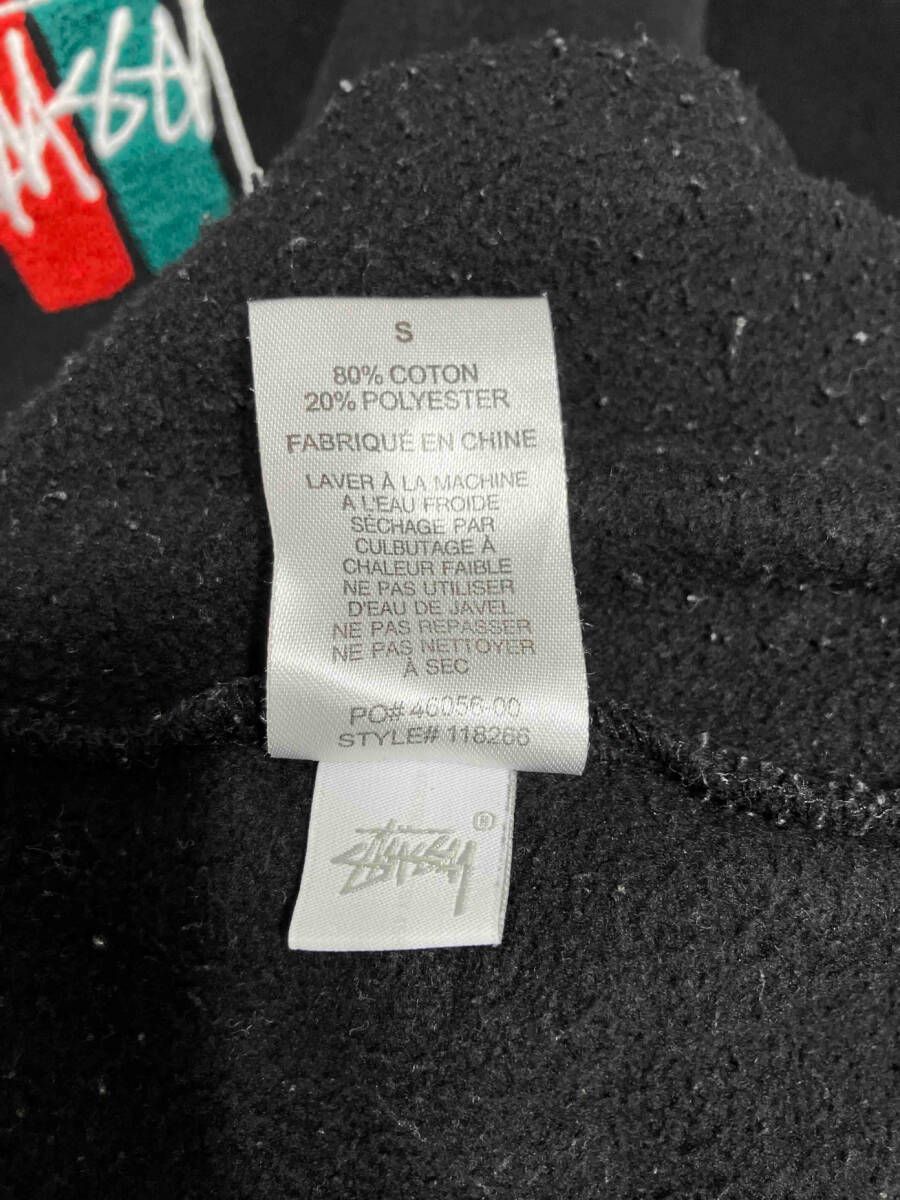 S
80% COTON
20% POLYESTER
FABRIQUÉ EN CHINE
LAVER À LA MACHINE
A L'EAU FROIDE
SÉCHAGE PAR
CULBUTAGE À
CHALEUR FAIBLE
NE PAS UTILISER
D'EAU DE JAVEL
NE PAS REPASSER
NE PAS NETTOYER
À SEC
PO# 46056-00
STYLE# 118266
Stüssy ®